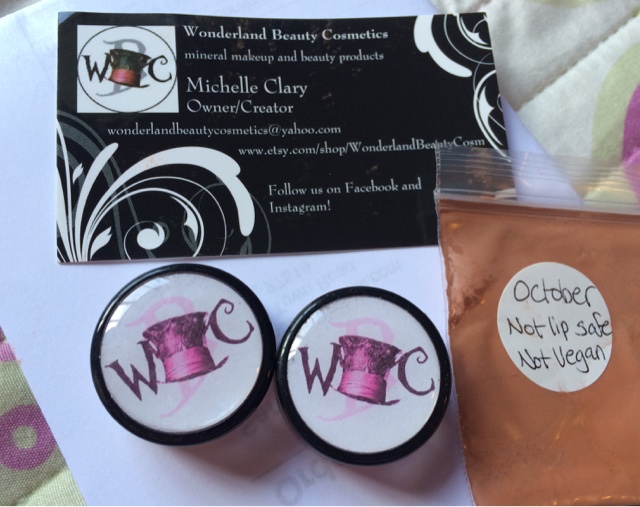 Wonderland Beauty Cosmetics
mineral makeup and beauty products
WBC
Michelle Clary
Owner/Creator
wonderlandbeautycosmetics@yahoo.com
www.etsy.com/shop/WonderlandBeautyCosm
Follow us on Facebook and
Instagram!
WBC
WBC
October
Not lip safe
Not Vegan